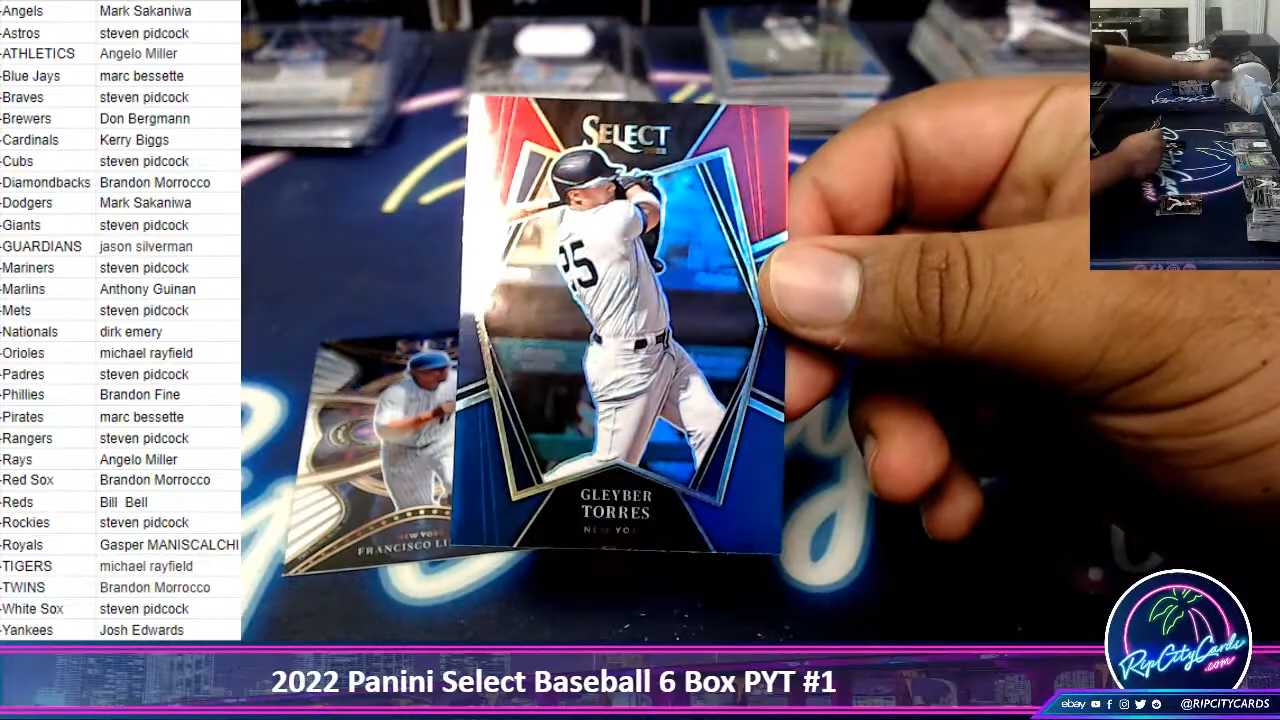 -Angels Mark Sakaniwa
-Astros steven pidcock
-ATHLETICS Angelo Miller
-Blue Jays marc bessette
-Braves steven pidcock
-Brewers Don Bergmann
-Cardinals Kerry Biggs
-Cubs steven pidcock
-Diamondbacks Brandon Morrocco
-Dodgers Mark Sakaniwa
-Giants steven pidcock
-GUARDIANS jason silverman
-Mariners steven pidcock
-Marlins Anthony Guinan
-Mets steven pidcock
-Nationals dirk emery
-Orioles michael rayfield
-Padres steven pidcock
-Phillies Brandon Fine
-Pirates marc bessette
-Rangers steven pidcock
-Rays Angelo Miller
-Red Sox Brandon Morrocco
-Reds Bill Bell
-Rockies steven pidcock
-Royals Gasper MANISCALCHI
-TIGERS michael rayfield
-TWINS Brandon Morrocco
-White Sox steven pidcock
-Yankees Josh Edwards
SELECT
25
GLEYBER
TORRES
NEW YO
NEW YORK
FRANCISCO LI
RipCityCards
.com
2022 Panini Select Baseball 6 Box PYT #1
ebay @RIPCITYCARDS